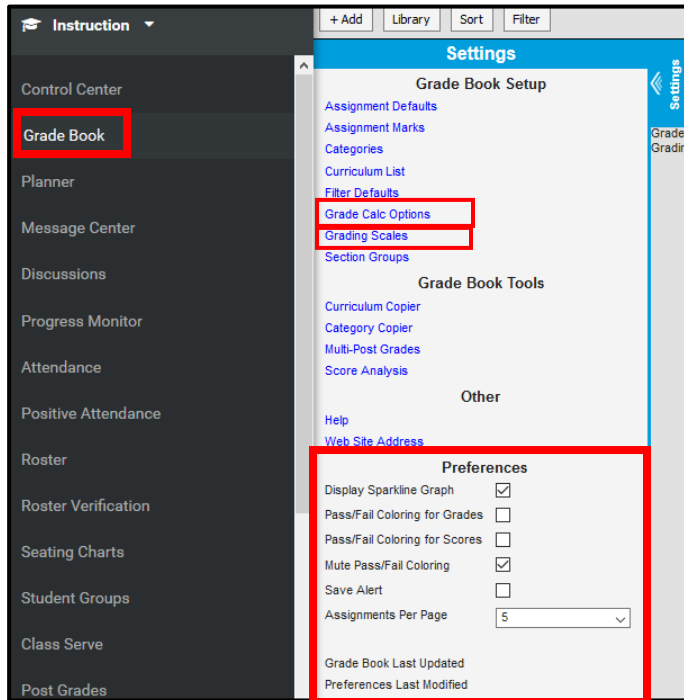 Instruction
Control Center
Grade Book
Planner
Message Center
Discussions
Progress Monitor
Attendance
Positive Attendance
Roster
Roster Verification
Seating Charts
Student Groups
Class Serve
Post Grades
+ Add Library Sort Filter
Settings
Grade Book Setup
Assignment Defaults
Assignment Marks
Categories
Curriculum List
Filter Defaults
Grade Calc Options
Grading Scales
Section Groups
Grade Book Tools
Curriculum Copier
Category Copier
Multi-Post Grades
Score Analysis
Other
Help
Web Site Address
Preferences
Display Sparkline Graph
Pass/Fail Coloring for Grades
Pass/Fail Coloring for Scores
Mute Pass/Fail Coloring
Save Alert
Assignments Per Page 5
Grade Book Last Updated
Preferences Last Modified
Settings
Grade